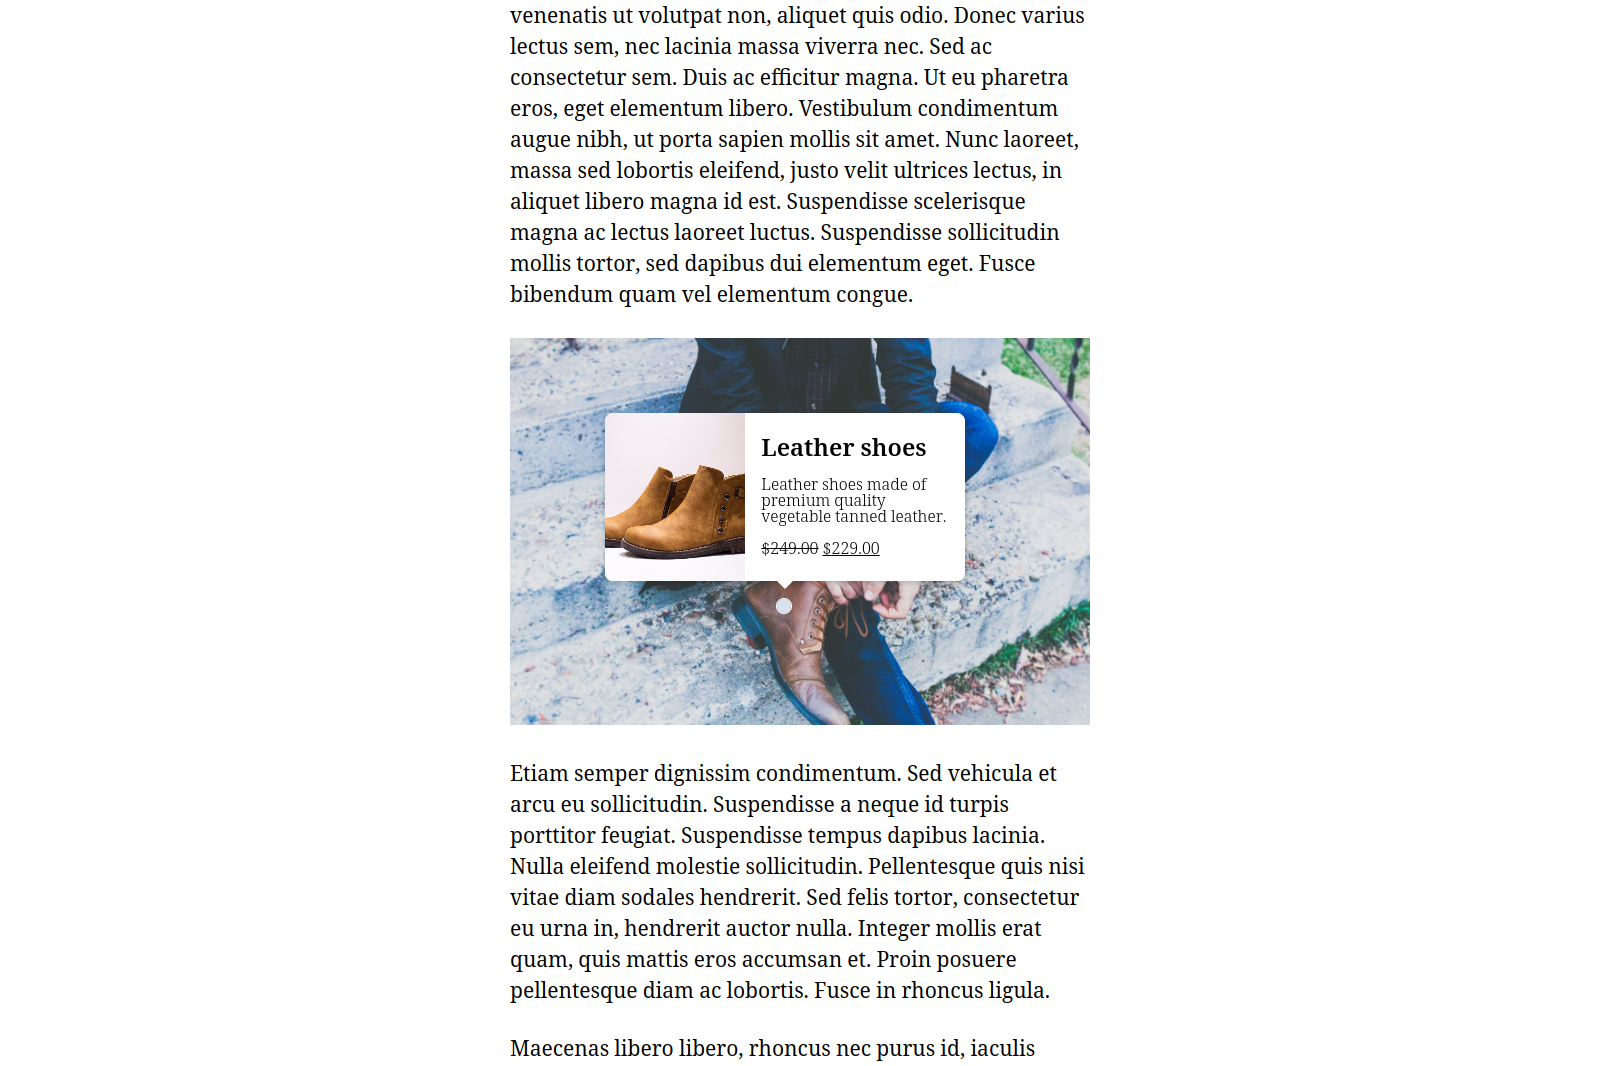 venenatis ut volutpat non, aliquet quis odio. Donec varius
lectus sem, nec lacinia massa viverra nec. Sed ac
consectetur sem. Duis ac efficitur magna. Ut eu pharetra
eros, eget elementum libero. Vestibulum condimentum
augue nibh, ut porta sapien mollis sit amet. Nunc laoreet,
massa sed lobortis eleifend, justo velit ultrices lectus, in
aliquet libero magna id est. Suspendisse scelerisque
magna ac lectus laoreet luctus. Suspendisse sollicitudin
mollis tortor, sed dapibus dui elementum eget. Fusce
bibendum quam vel elementum congue.
Leather shoes
Leather shoes made of
premium quality
vegetable tanned leather.
$249.00 $229.00
Etiam semper dignissim condimentum. Sed vehicula et
arcu eu sollicitudin. Suspendisse a neque id turpis
porttitor feugiat. Suspendisse tempus dapibus lacinia.
Nulla eleifend molestie sollicitudin. Pellentesque quis nisi
vitae diam sodales hendrerit. Sed felis tortor, consectetur
eu urna in, hendrerit auctor nulla. Integer mollis erat
quam, quis mattis eros accumsan et. Proin posuere
pellentesque diam ac lobortis. Fusce in rhoncus ligula.
Maecenas libero libero, rhoncus nec purus id, iaculis